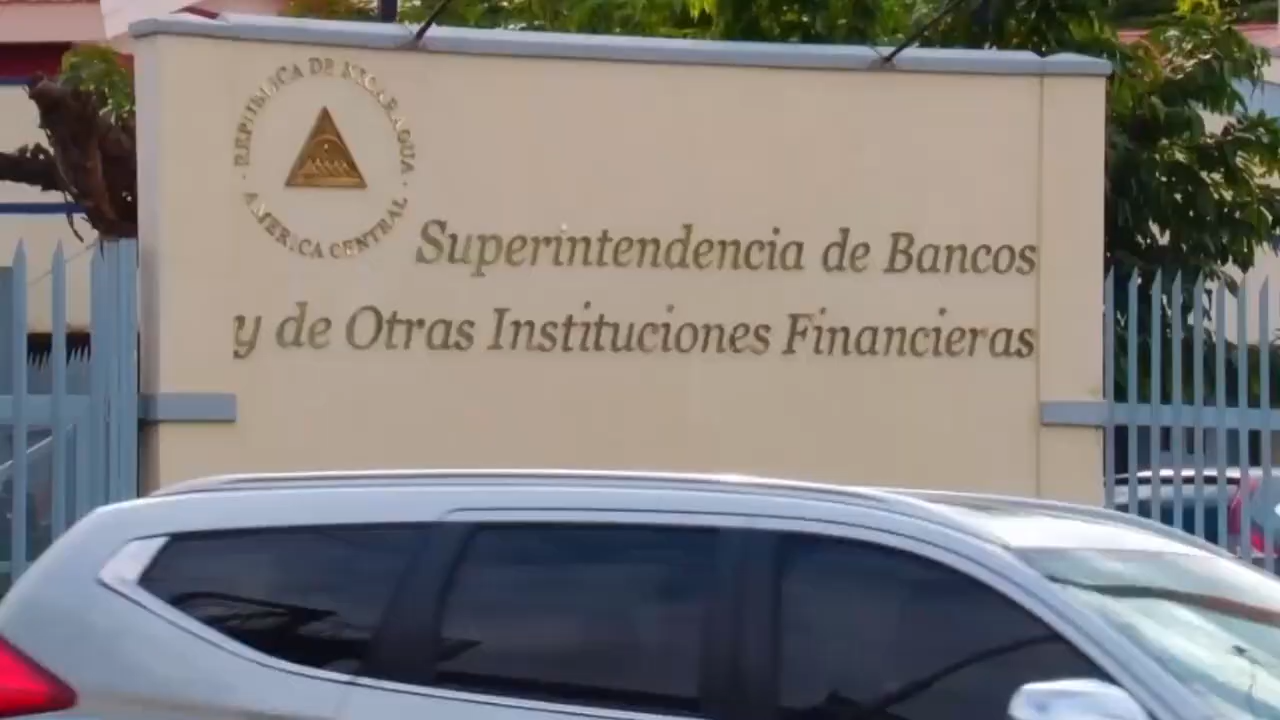 REPUBLICA DE NICARAGUA
AMERICA CENTRAL
Superintendencia de Bancos
y de Otras Instituciones Financieras